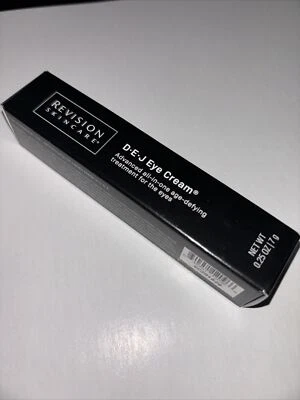 REVISION
SKINCARE®
D·E·J Eye Cream®
Advanced all-in-one age-defying
treatment for the eyes
NET WT
0.25 OZ | 7 g